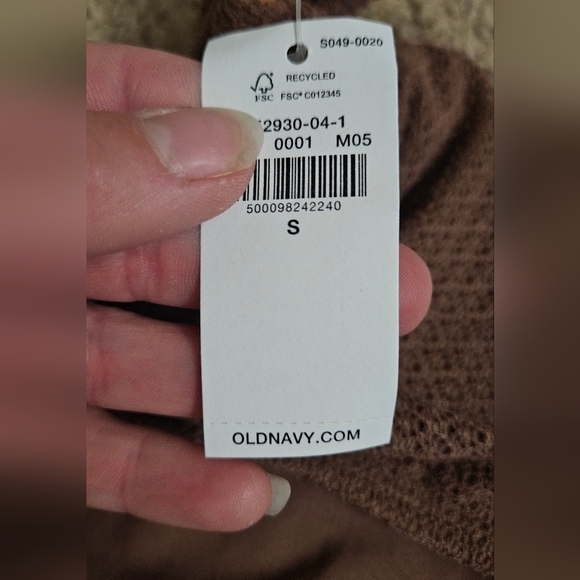 S049-0020
RECYCLED
FSC FSC® C012345
2930-04-1
0001 M05
500098242240
S
OLDNAVY.COM